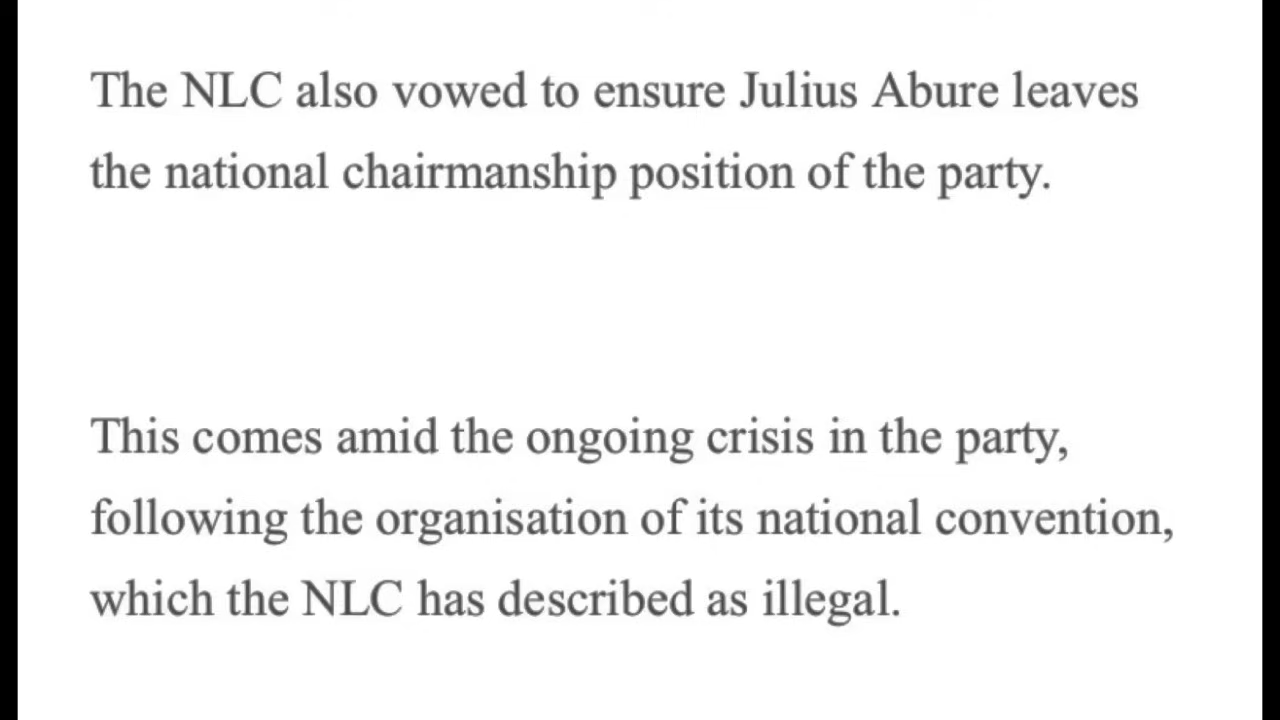 The NLC also vowed to ensure Julius Abure leaves
the national chairmanship position of the party.
This comes amid the ongoing crisis in the party,
following the organisation of its national convention,
which the NLC has described as illegal.